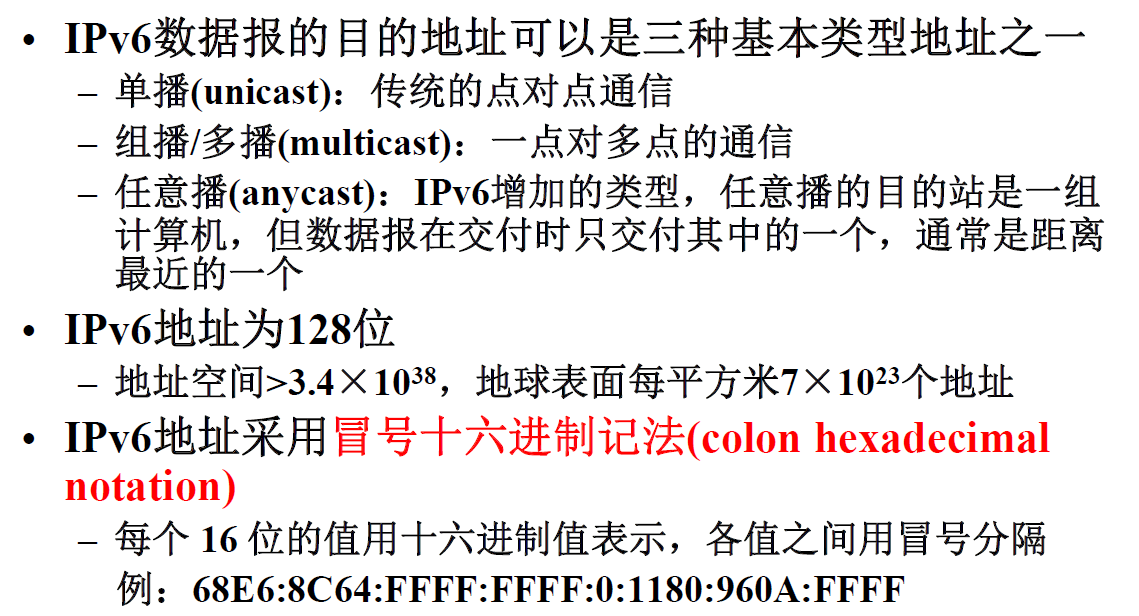 • IPv6数据报的目的地址可以是三种基本类型地址之一
– 单播(unicast)：传统的点对点通信
– 组播/多播(multicast)：一点对多点的通信
– 任意播(anycast)：IPv6增加的类型，任意播的目的站是一组
计算机，但数据报在交付时只交付其中的一个，通常是距离
最近的一个
• IPv6地址为128位
– 地址空间>3.4×10³⁸，地球表面每平方米7×10²³个地址
• IPv6地址采用冒号十六进制记法(colon hexadecimal
notation)
– 每个 16 位的值用十六进制值表示，各值之间用冒号分隔
例：68E6:8C64:FFFF:FFFF:0:1180:960A:FFFF